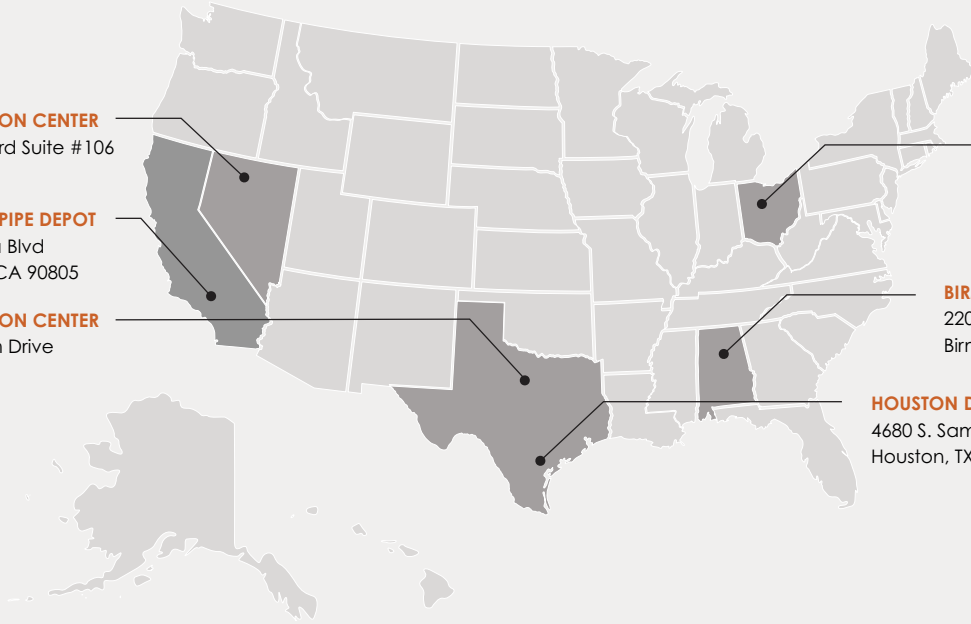 ON CENTER
rd Suite #106
PIPE DEPOT
Blvd
CA 90805
ON CENTER
Drive
BIR
220
Birn
HOUSTON D
4680 S. Sam
Houston, TX